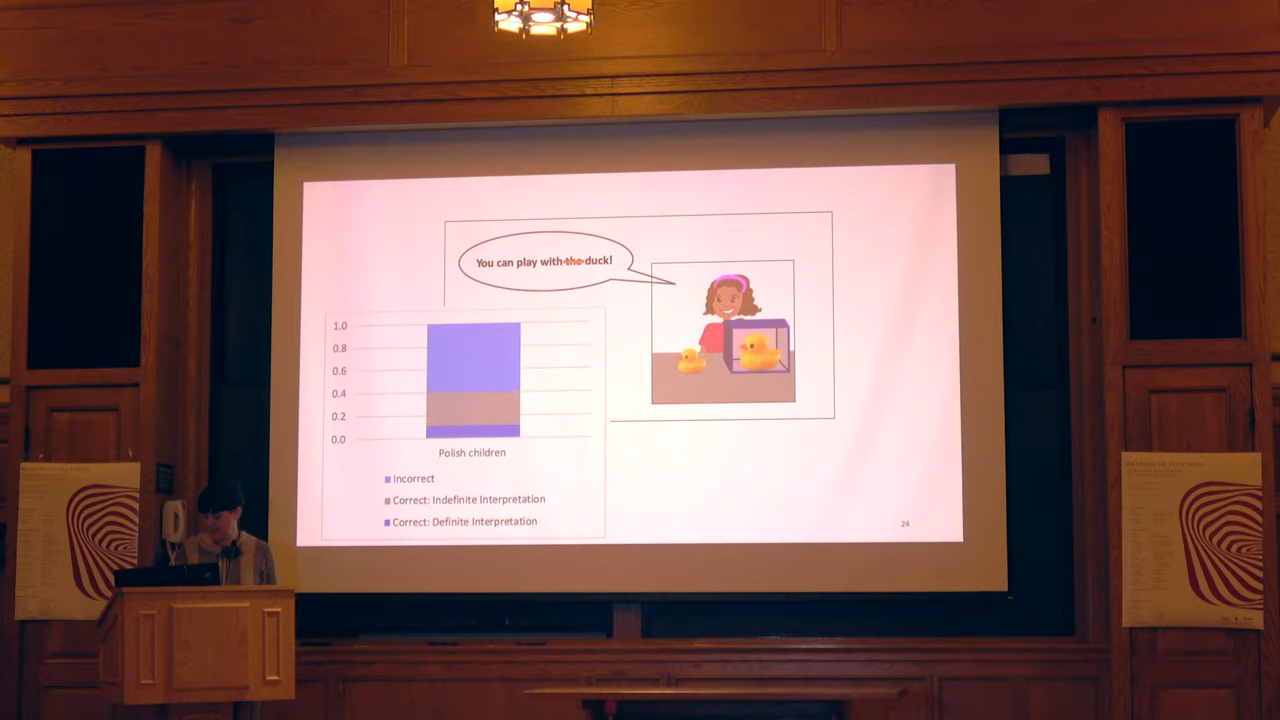 You can play with the duck!
1.0
0.8
0.6
0.4
0.2
0.0
Polish children
Incorrect
Correct: Indefinite Interpretation
Correct: Definite Interpretation
24